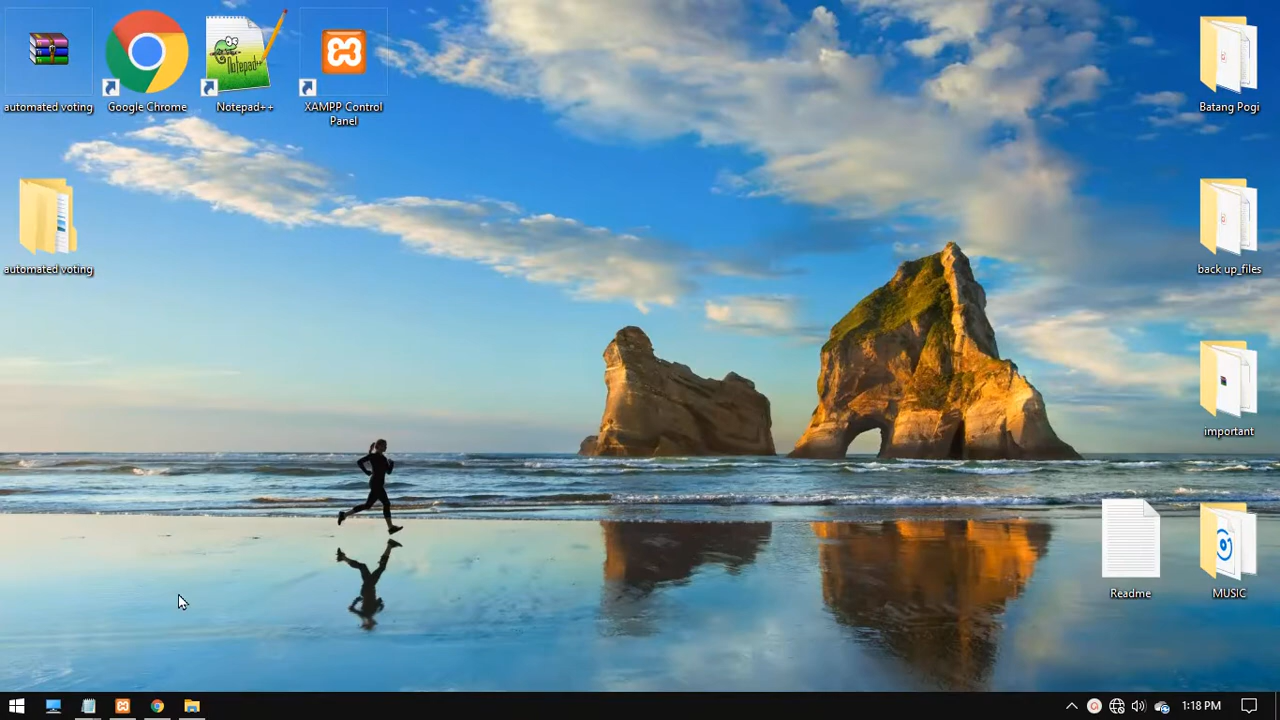 automated voting
Google Chrome
Notepad++
XAMPP Control
Panel
Batang Pogi
automated voting
back up_files
important
Readme
MUSIC
1:18 PM